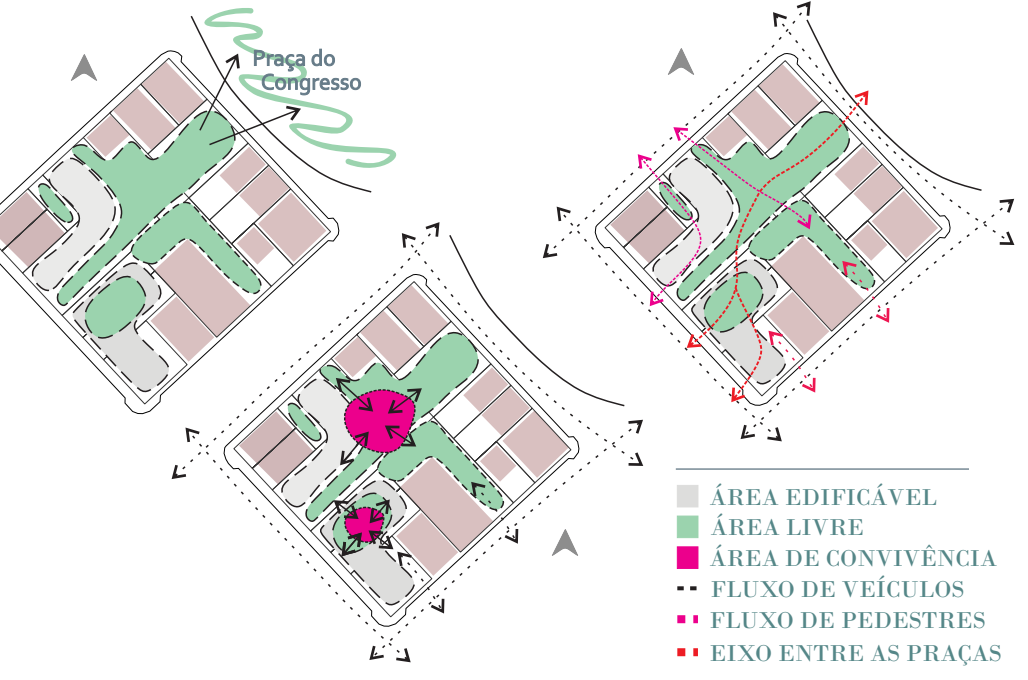 Praça do
Congresso
ÁREA EDIFICÁVEL
ÁREA LIVRE
ÁREA DE CONVIVÊNCIA
FLUXO DE VEÍCULOS
FLUXO DE PEDESTRES
EIXO ENTRE AS PRAÇAS